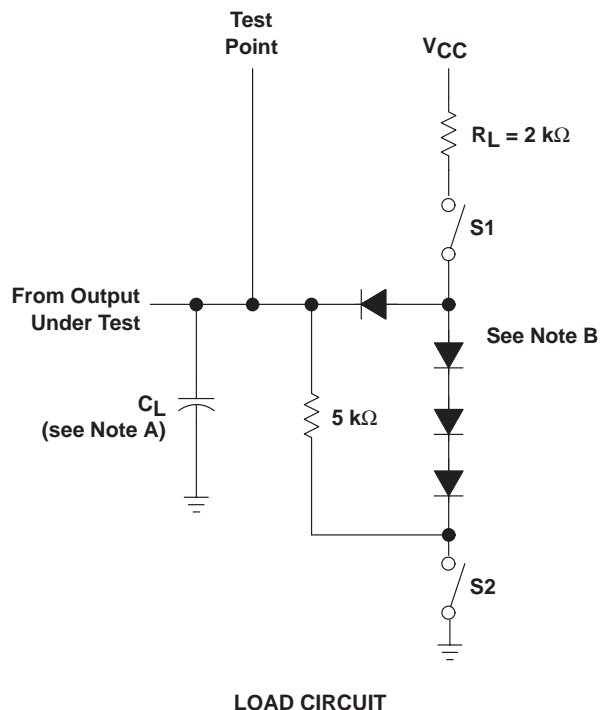 Test
Point
VCC
RL = 2 kΩ
S1
From Output
Under Test
See Note B
CL
(see Note A)
5 kΩ
S2
LOAD CIRCUIT